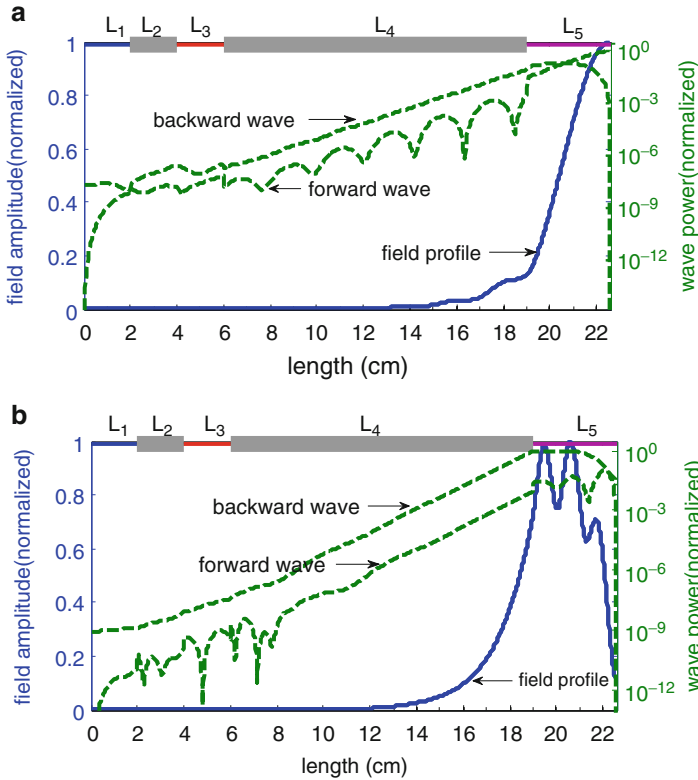 a
L₁ L₂ L₃ L₄ L₅
field amplitude(normalized)
1
0.8
0.6
0.4
0.2
0
10⁰
10⁻³
10⁻⁶
10⁻⁹
10⁻¹²
wave power(normalized)
backward wave
forward wave
field profile
0 2 4 6 8 10 12 14 16 18 20 22
length (cm)
b
L₁ L₂ L₃ L₄ L₅
field amplitude(normalized)
1
0.8
0.6
0.4
0.2
0
10⁰
10⁻³
10⁻⁶
10⁻⁹
10⁻¹²
wave power(normalized)
backward wave
forward wave
field profile
0 2 4 6 8 10 12 14 16 18 20 22
length (cm)